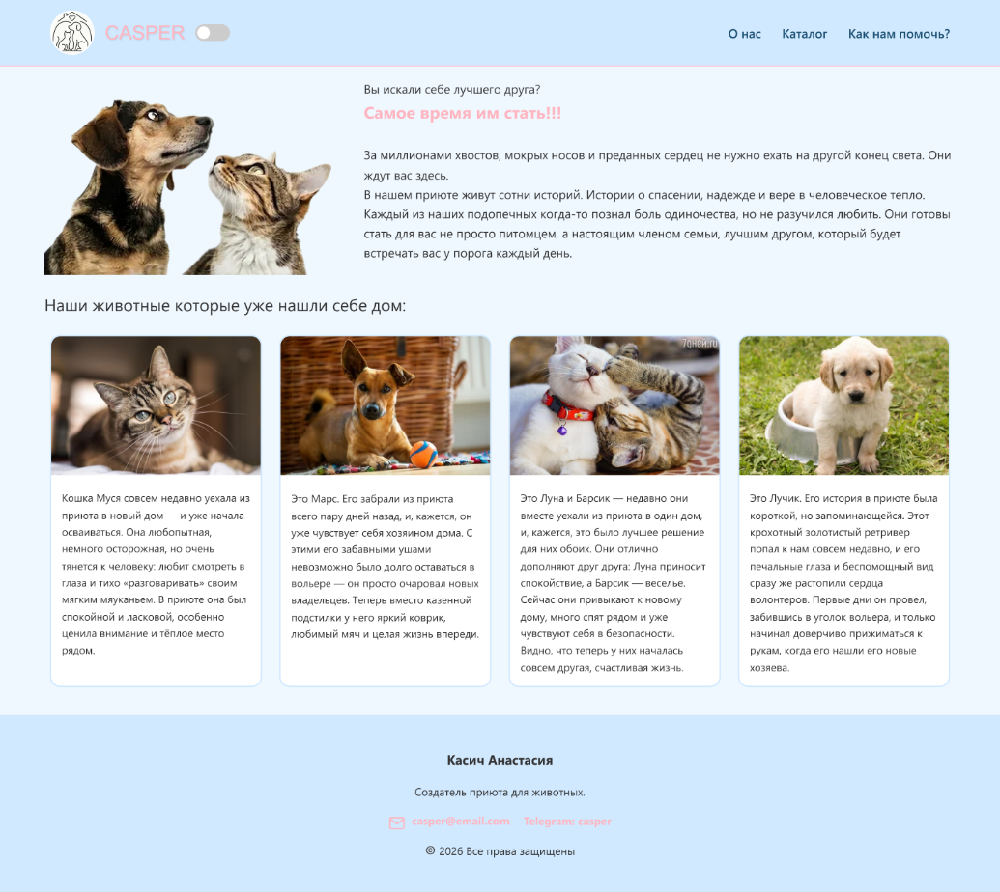 CASPER
О нас
Каталог
Как нам помочь?
Вы искали себе лучшего друга?
Самое время им стать!!!
За миллионами хвостов, мокрых носов и преданных сердец не нужно ехать на другой конец света. Они
ждут вас здесь.
В нашем приюте живут сотни историй. Истории о спасении, надежде и вере в человеческое тепло.
Каждый из наших подопечных когда-то познал боль одиночества, но не разучился любить. Они готовы
стать для вас не просто питомцем, а настоящим членом семьи, лучшим другом, который будет
встречать вас у порога каждый день.
Наши животные которые уже нашли себе дом:
Кошка Муся совсем недавно уехала из
приюта в новый дом — и уже начала
осваиваться. Она любопытная,
немного осторожная, но очень
тянется к человеку: любит смотреть в
глаза и тихо «разговаривать» своим
мягким мяуканьем. В приюте она был
спокойной и ласковой, особенно
ценила внимание и тёплое место
рядом.
Это Марс. Его забрали из приюта
всего пару дней назад, и, кажется, он
уже чувствует себя хозяином дома. С
этими его забавными ушами
невозможно было долго оставаться в
вольере — он просто очаровал новых
владельцев. Теперь вместо казенной
подстилки у него яркий коврик,
любимый мяч и целая жизнь впереди.
7дней.ru
Это Луна и Барсик — недавно они
вместе уехали из приюта в один дом,
и, кажется, это было лучшее решение
для них обоих. Они отлично
дополняют друг друга: Луна приносит
спокойствие, а Барсик — веселье.
Сейчас они привыкают к новому
дому, много спят рядом и уже
чувствуют себя в безопасности.
Видно, что теперь у них началась
совсем другая, счастливая жизнь.
Это Лучик. Его история в приюте была
короткой, но запоминающейся. Этот
крохотный золотистый ретривер
попал к нам совсем недавно, и его
печальные глаза и беспомощный вид
сразу же растопили сердца
волонтеров. Первые дни он провел,
забившись в уголок вольера, и только
начинал доверчиво прижиматься к
рукам, когда его нашли его новые
хозяева.
Касич Анастасия
Создатель приюта для животных.
casper@email.com
Telegram: casper
© 2026 Все права защищены